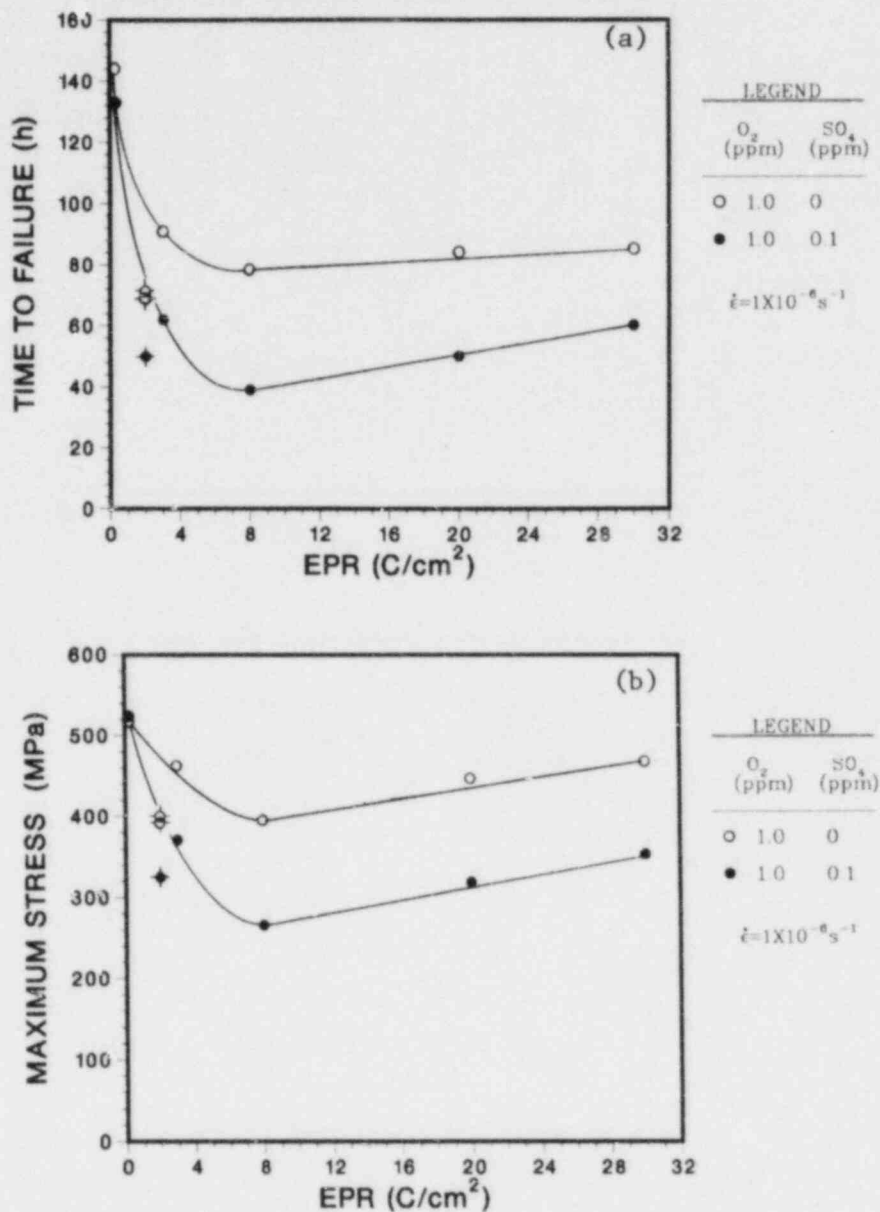 (a)
160
140
120
100
80
60
40
20
0
TIME TO FAILURE (h)
0 4 8 12 16 20 24 28 32
EPR (C/cm²)
LEGEND
O₂ SO₄
(ppm) (ppm)
○ 1.0 0
● 1.0 0.1
ε̇=1X10⁻⁶s⁻¹
(b)
600
500
400
300
200
100
0
MAXIMUM STRESS (MPa)
0 4 8 12 16 20 24 28 32
EPR (C/cm²)
LEGEND
O₂ SO₄
(ppm) (ppm)
○ 1.0 0
● 1.0 0.1
ε̇=1X10⁻⁶s⁻¹